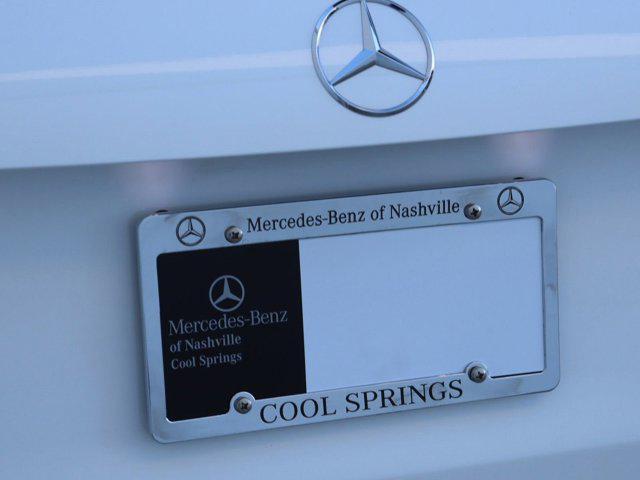 Mercedes-Benz of Nashville
Mercedes-Benz
of Nashville
Cool Springs
COOL SPRINGS